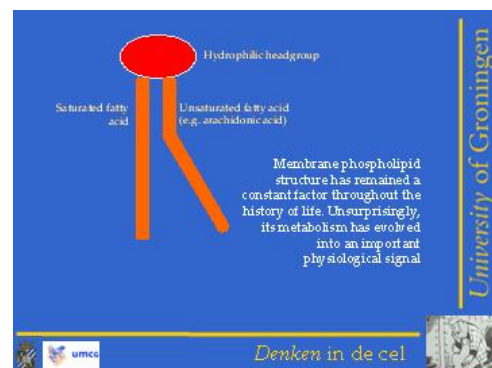 Hydrophilic headgroup
Saturated fatty
acid
Unsaturated fatty acid
(e.g. arachidonic acid)
Membrane phospholipid
structure has remained a
constant factor throughout the
history of life. Unsurprisingly,
its metabolism has evolved
into an important
physiological signal
University of Groningen
umcg
Denken in de cel